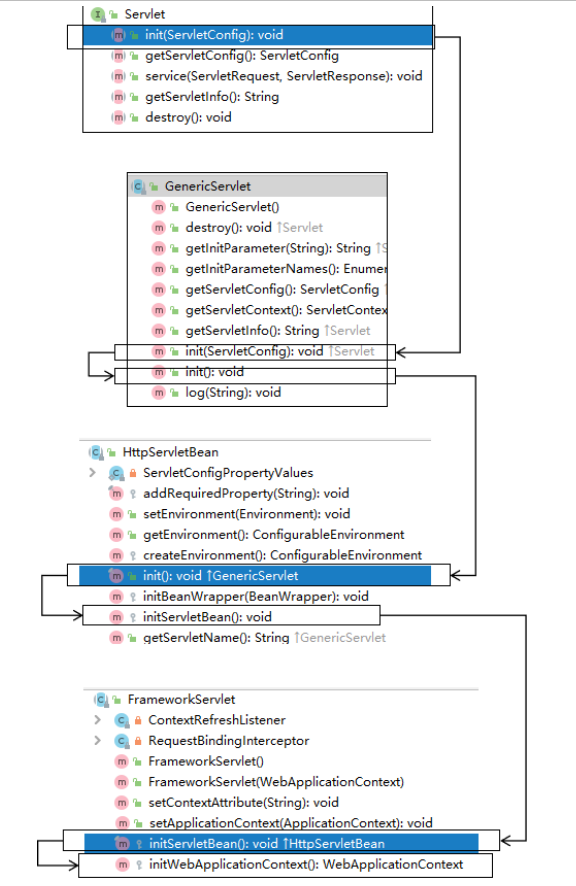 Servlet
init(ServletConfig): void
getServletConfig(): ServletConfig
service(ServletRequest, ServletResponse): void
getServletInfo(): String
destroy(): void
GenericServlet
GenericServlet()
destroy(): void ↑Servlet
getInitParameter(String): String ↑S
getInitParameterNames(): Enumer
getServletConfig(): ServletConfig
getServletContext(): ServletContex
getServletInfo(): String ↑Servlet
init(ServletConfig): void ↑Servlet
init(): void
log(String): void
HttpServletBean
ServletConfigPropertyValues
addRequiredProperty(String): void
setEnvironment(Environment): void
getEnvironment(): ConfigurableEnvironment
createEnvironment(): ConfigurableEnvironment
init(): void ↑GenericServlet
initBeanWrapper(BeanWrapper): void
initServletBean(): void
getServletName(): String ↑GenericServlet
FrameworkServlet
ContextRefreshListener
RequestBindingInterceptor
FrameworkServlet()
FrameworkServlet(WebApplicationContext)
setContextAttribute(String): void
setApplicationContext(ApplicationContext): void
initServletBean(): void ↑HttpServletBean
initWebApplicationContext(): WebApplicationContext